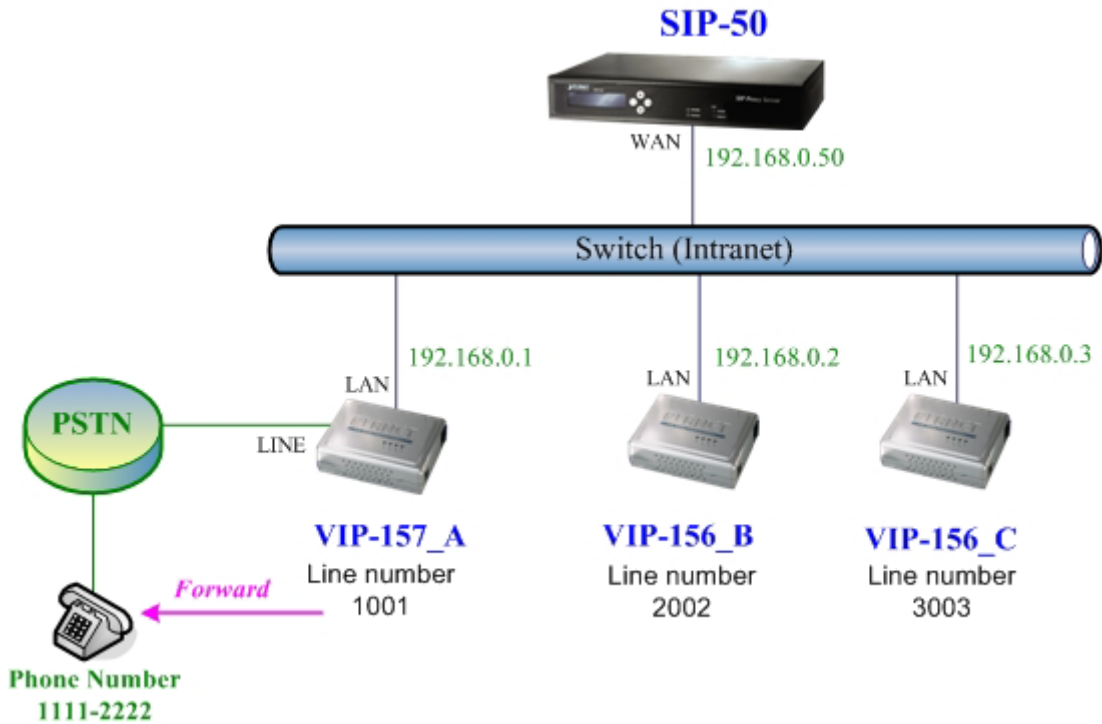 SIP-50
WAN
192.168.0.50
Switch (Intranet)
192.168.0.1
192.168.0.2
192.168.0.3
LAN
LAN
LAN
PSTN
LINE
VIP-157_A
VIP-156_B
VIP-156_C
Line number
1001
Line number
2002
Line number
3003
Forward
Phone Number
1111-2222